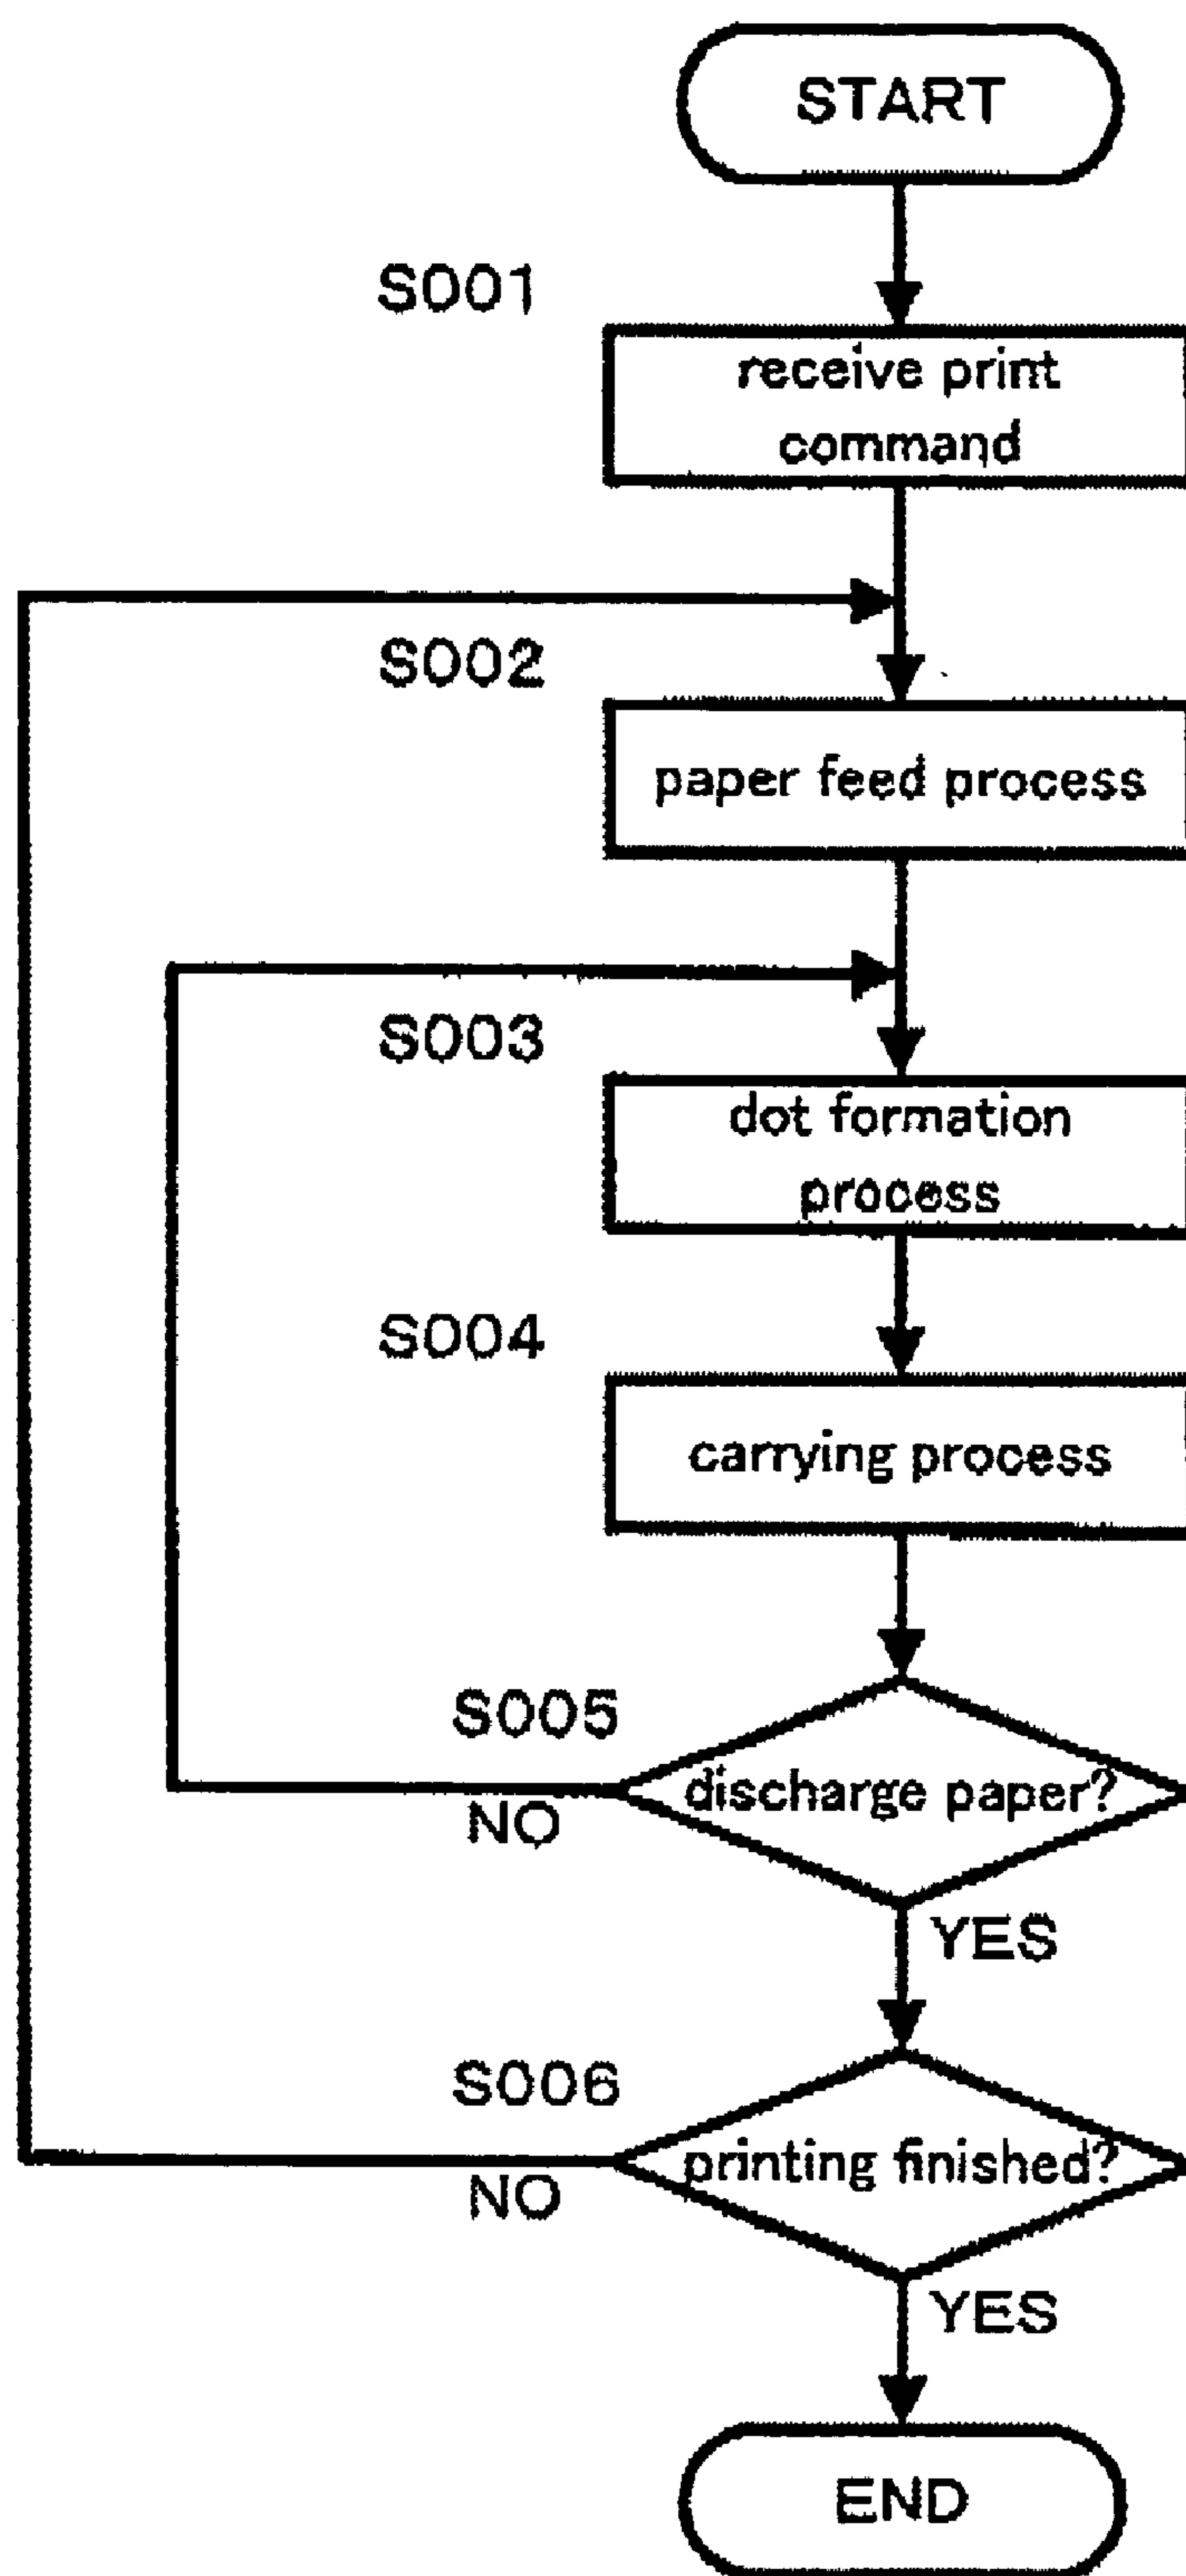 START
S001
receive print
command
S002
paper feed process
S003
dot formation
process
S004
carrying process
S005
discharge paper?
NO
YES
S006
printing finished?
NO
YES
END